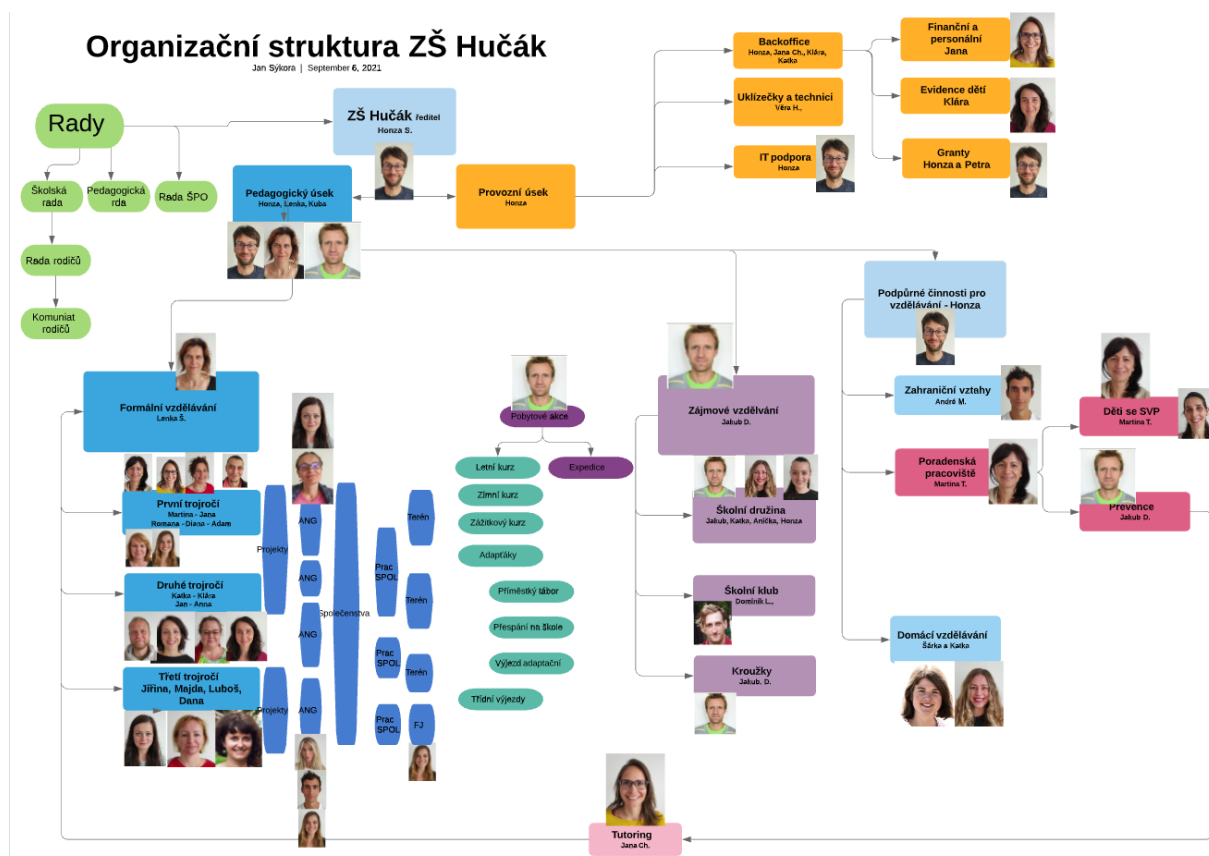 Organizační struktura ZŠ Hučák
Jan Sýkora | September 6, 2021
Rady
Školská
rada
Pedagogická
rda
Rada ŠPO
Rada rodičů
Komuniat
rodičů
ZŠ Hučák ředitel
Honza S.
Pedagogický úsek
Honza, Lenka, Kuba
Provozní úsek
Honza
Backoffice
Honza, Jana Ch., Klára,
Katka
Uklízečky a technici
Věra H.,
IT podpora
Honza
Finanční a
personální
Jana
Evidence dětí
Klára
Granty
Honza a Petra
Formální vzdělávání
Lenka Š.
První trojročí
Martina - Jana
Romana - Diana - Adam
Druhé trojročí
Katka - Klára
Jan - Anna
Třetí trojročí
Jiřina, Majda, Luboš,
Dana
Projekty
Projekty
ANG
ANG
ANG
ANG
Společenstva
Prac
SPOL
Prac
SPOL
Prac
SPOL
Terén
Terén
Terén
FJ
Pobytové akce
Letní kurz
Expedice
Zimní kurz
Zážitkový kurz
Adapťáky
Příměstký tábor
Přespání na škole
Výjezd adaptační
Třídní výjezdy
Zájmové vzdělvání
Jakub D.
Školní družina
Jakub, Katka, Anička, Honza
Školní klub
Dominik L.,
Kroužky
Jakub, D.
Podpůrné činnosti pro
vzdělávání - Honza
Zahraniční vztahy
André M.
Poradenská
pracoviště
Martina T.
Děti se SVP
Martina T.
Prevence
Jakub D.
Domácí vzdělávání
Šárka a Katka
Tutoring
Jana Ch.